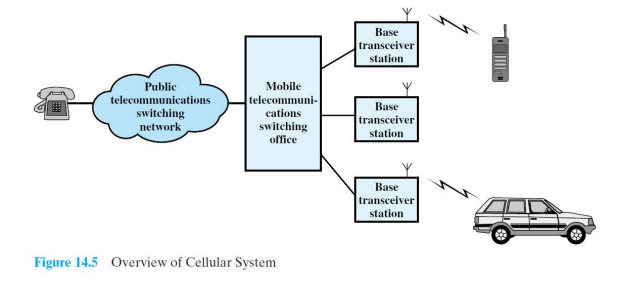 Base
transceiver
station
Public
telecommunications
switching
network
Mobile
telecommuni-
cations
switching
office
Base
transceiver
station
Base
transceiver
station
Figure 14.5 Overview of Cellular System